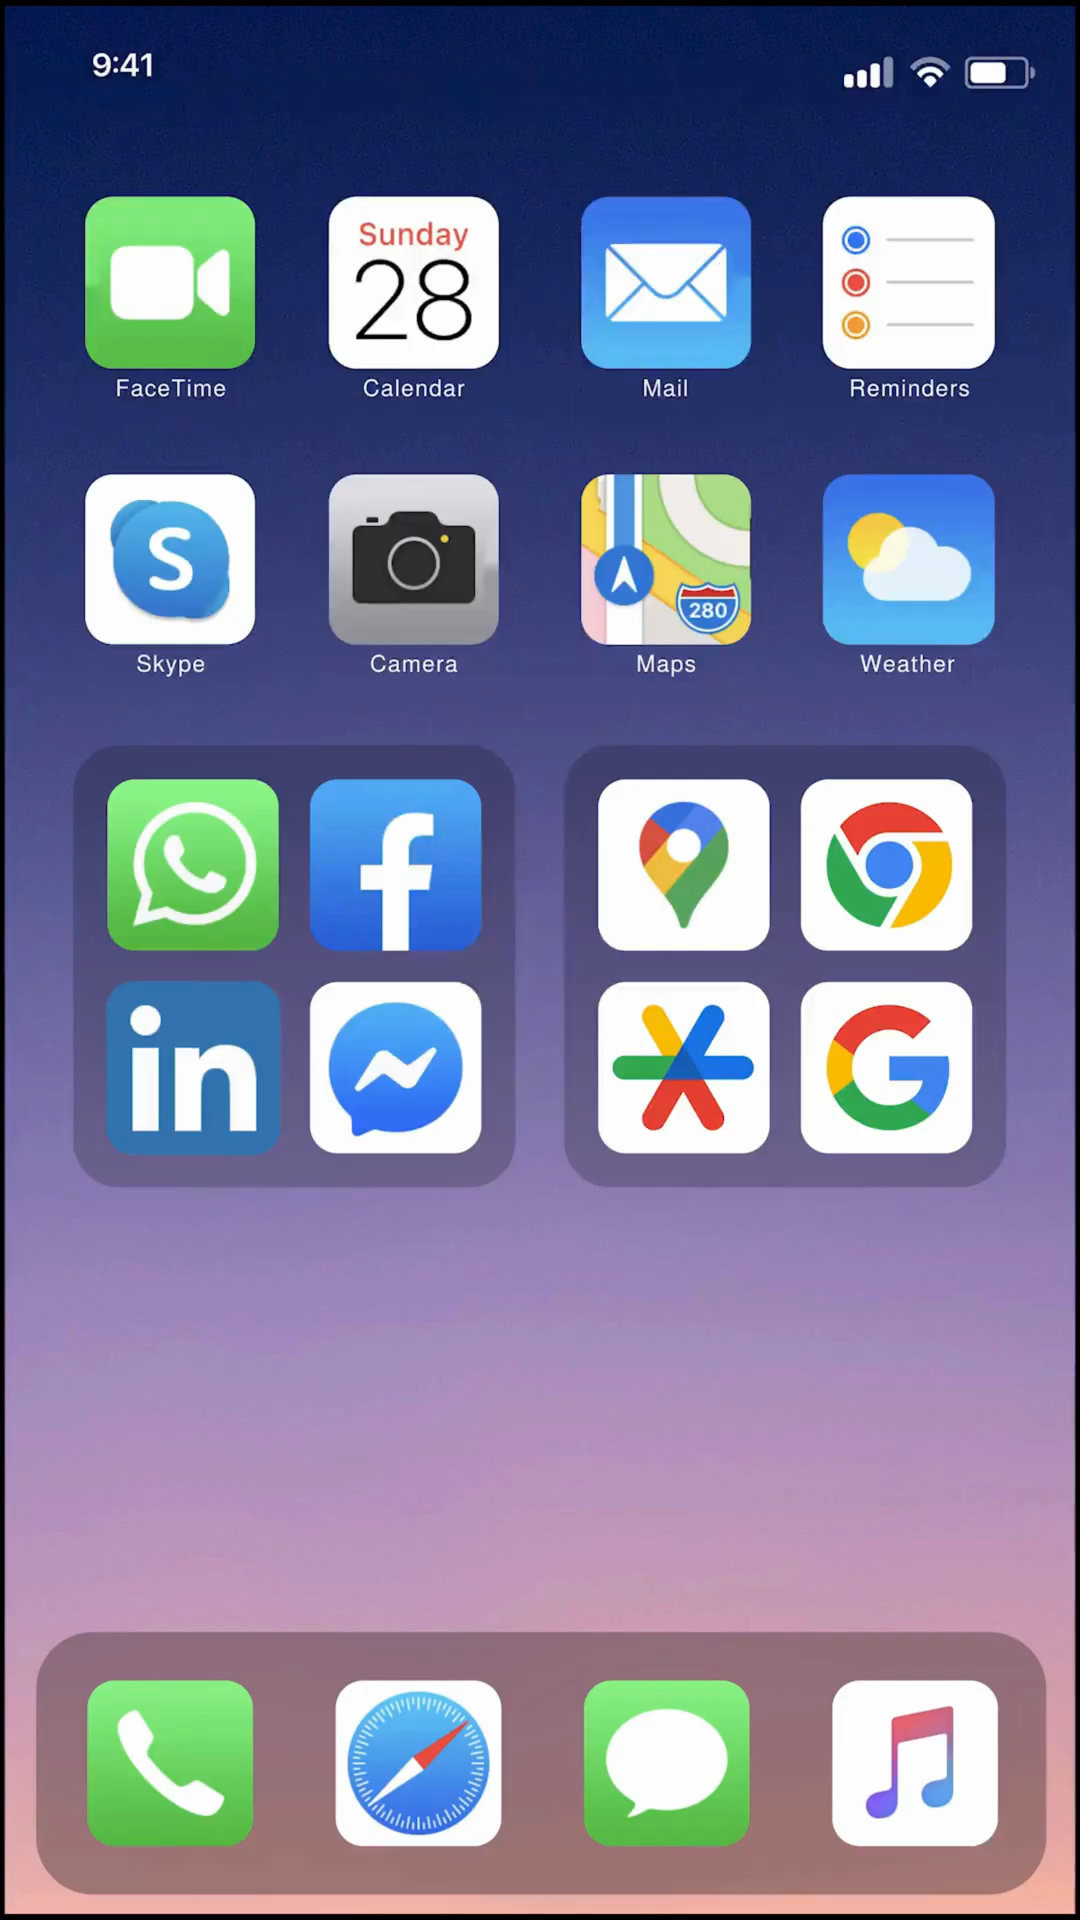 9:41
Sunday
28
FaceTime
Calendar
Mail
Reminders
S
280
Skype
Camera
Maps
Weather
f
in
G